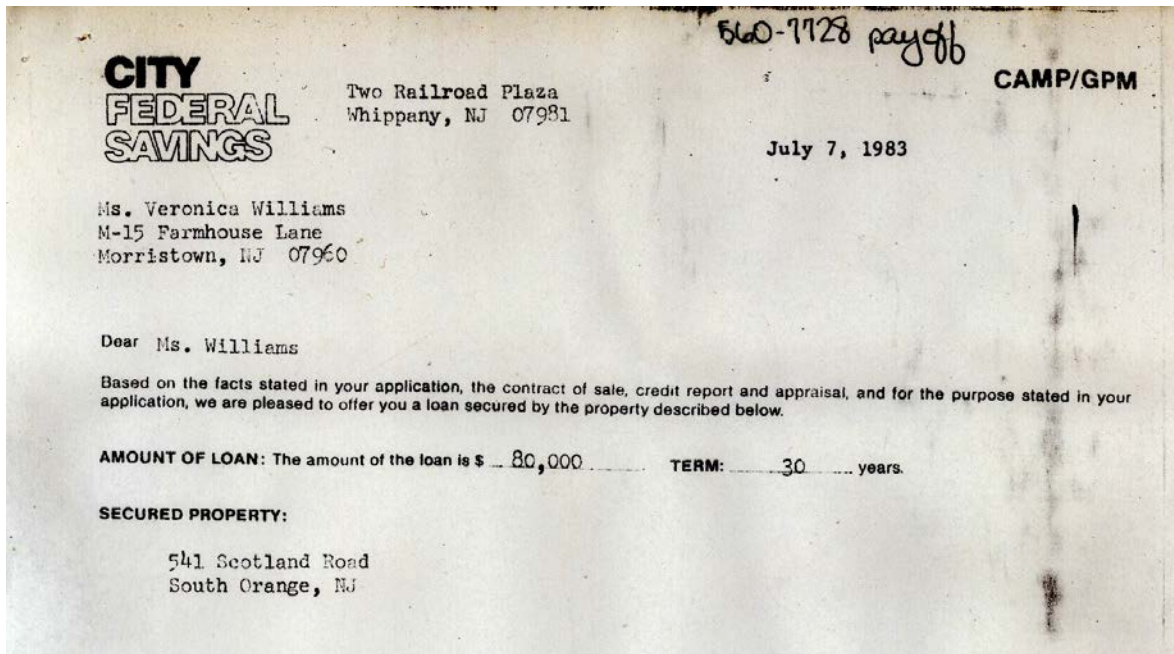 560-7728 payoff
CITY
FEDERAL
SAVINGS
Two Railroad Plaza
Whippany, NJ 07981
CAMP/GPM
July 7, 1983
Ms. Veronica Williams
M-15 Farmhouse Lane
Morristown, NJ 07960
Dear Ms. Williams
Based on the facts stated in your application, the contract of sale, credit report and appraisal, and for the purpose stated in your
application, we are pleased to offer you a loan secured by the property described below.
AMOUNT OF LOAN: The amount of the loan is $ 80,000 TERM: 30 years.
SECURED PROPERTY:
541 Scotland Road
South Orange, NJ